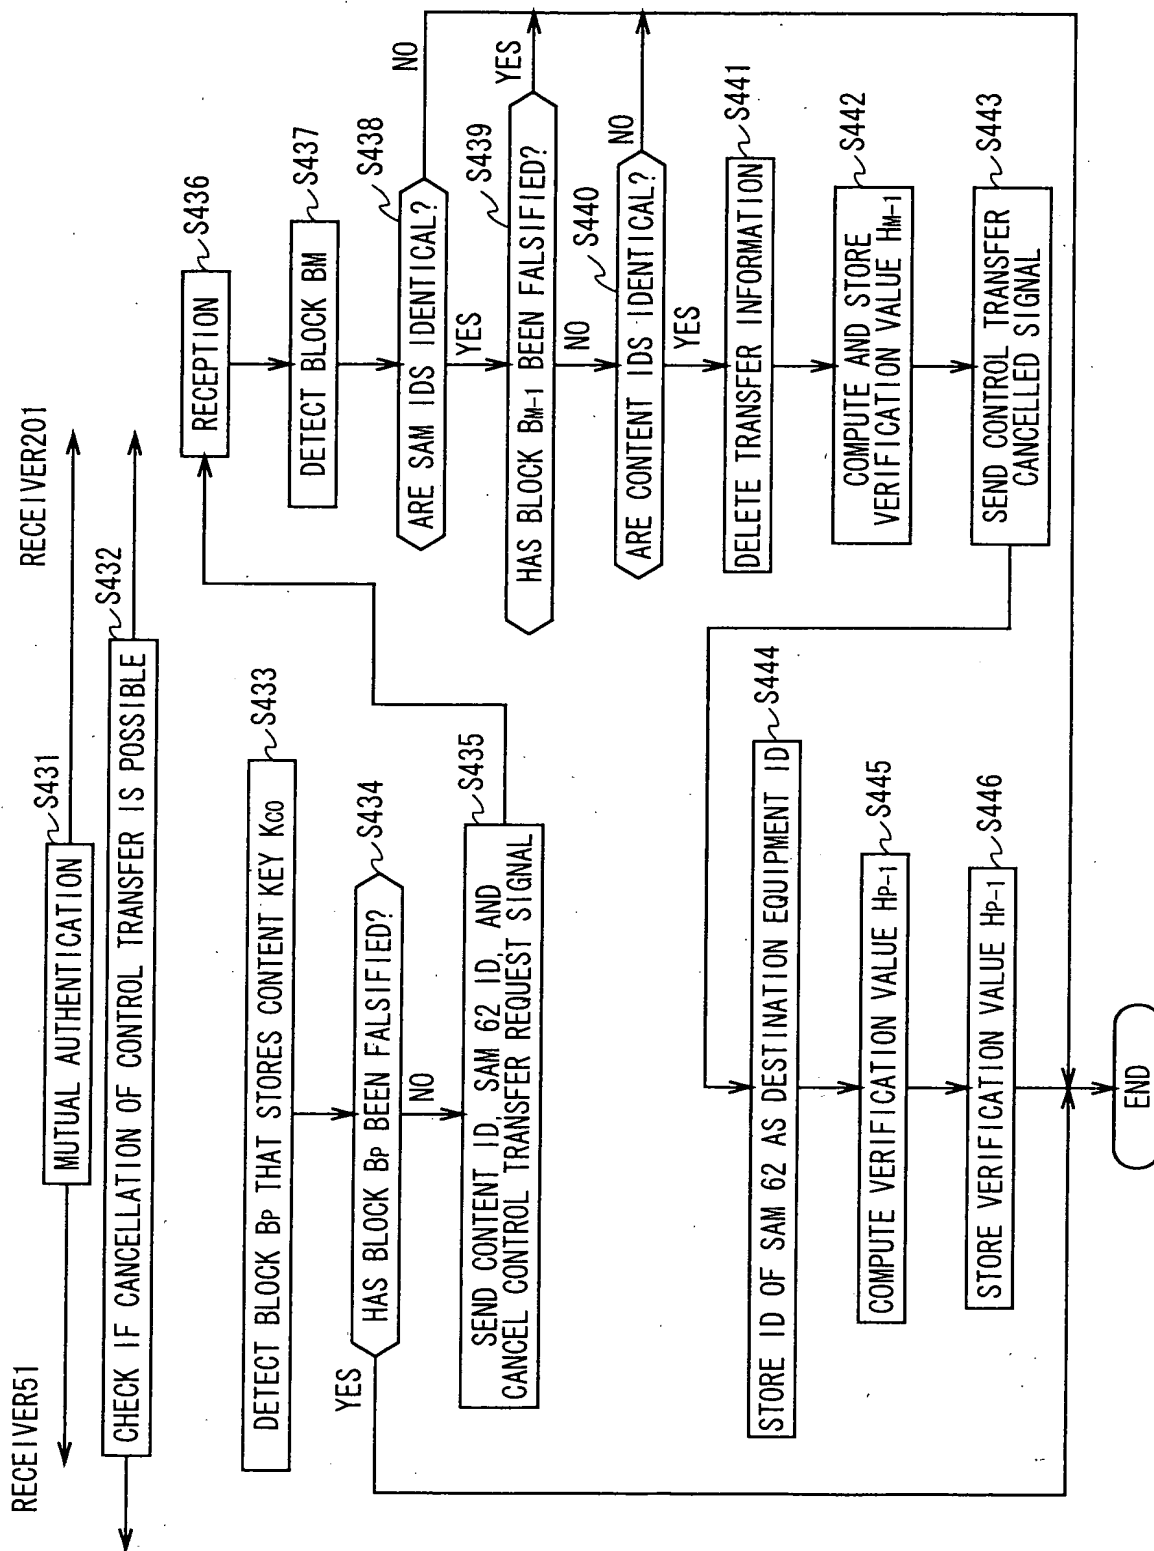 RECEIVER51
RECEIVER201
MUTUAL AUTHENTICATION
S431
CHECK IF CANCELLATION OF CONTROL TRANSFER IS POSSIBLE
S432
DETECT BLOCK BP THAT STORES CONTENT KEY KCO
S433
HAS BLOCK BP BEEN FALSIFIED?
S434
YES
NO
SEND CONTENT ID, SAM 62 ID, AND
CANCEL CONTROL TRANSFER REQUEST SIGNAL
S435
RECEPTION
S436
DETECT BLOCK BM
S437
ARE SAM IDS IDENTICAL?
S438
NO
YES
HAS BLOCK BM-1 BEEN FALSIFIED?
S439
YES
NO
ARE CONTENT IDS IDENTICAL?
S440
NO
YES
DELETE TRANSFER INFORMATION
S441
COMPUTE AND STORE
VERIFICATION VALUE HM-1
S442
SEND CONTROL TRANSFER
CANCELLED SIGNAL
S443
STORE ID OF SAM 62 AS DESTINATION EQUIPMENT ID
S444
COMPUTE VERIFICATION VALUE HP-1
S445
STORE VERIFICATION VALUE HP-1
S446
END